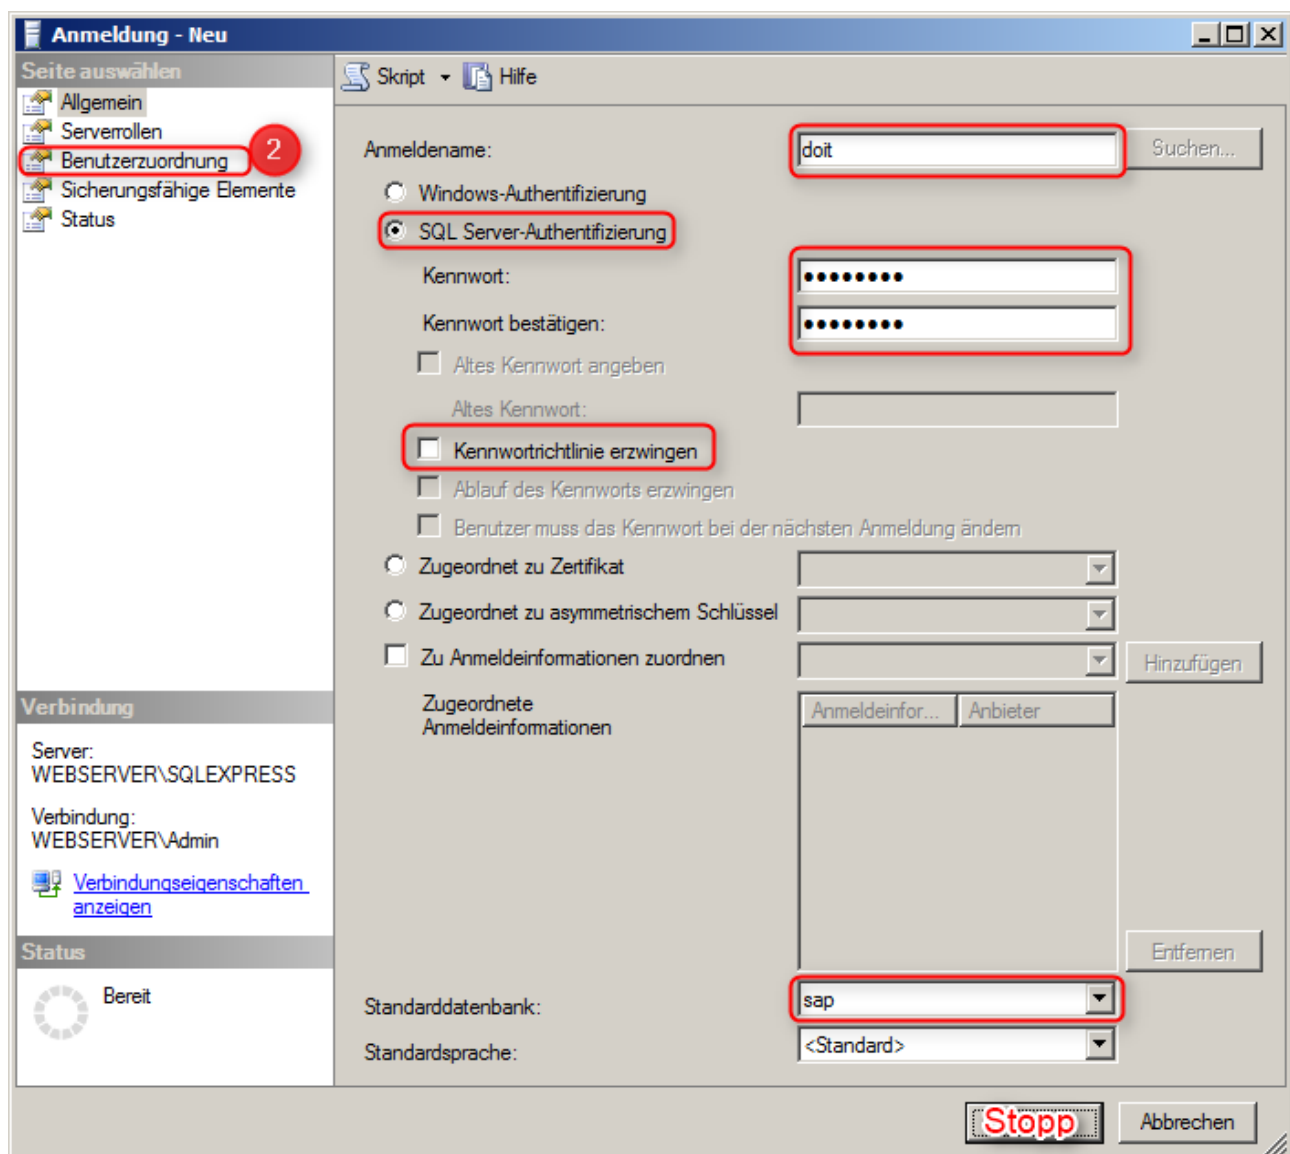 Anmeldung - Neu
Seite auswählen
Allgemein
Serverrollen
Benutzerzuordnung
2
Sicherungsfähige Elemente
Status
Skript
Hilfe
Anmeldename:
doit
Suchen...
Windows-Authentifizierung
SQL Server-Authentifizierung
Kennwort:
●●●●●●●●
Kennwort bestätigen:
●●●●●●●●
Altes Kennwort angeben
Altes Kennwort:
Kennwortrichtlinie erzwingen
Ablauf des Kennworts erzwingen
Benutzer muss das Kennwort bei der nächsten Anmeldung ändern
Zugeordnet zu Zertifikat
Zugeordnet zu asymmetrischem Schlüssel
Zu Anmeldeinformationen zuordnen
Hinzufügen
Zugeordnete
Anmeldeinformationen
Anmeldeinfor...
Anbieter
Entfernen
Standarddatenbank:
sap
Standardsprache:
<Standard>
Verbindung
Server:
WEBSERVER\SQLEXPRESS
Verbindung:
WEBSERVER\Admin
Verbindungseigenschaften
anzeigen
Status
Bereit
Stopp
Abbrechen